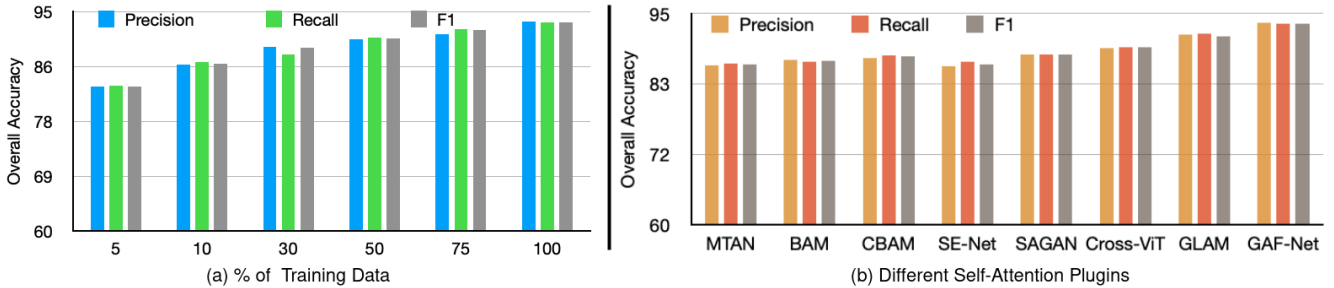 Precision Recall F1
Overall Accuracy
95
86
78
69
60
5 10 30 50 75 100
(a) % of Training Data
Precision Recall F1
Overall Accuracy
95
83
72
60
MTAN BAM CBAM SE-Net SAGAN Cross-ViT GLAM GAF-Net
(b) Different Self-Attention Plugins